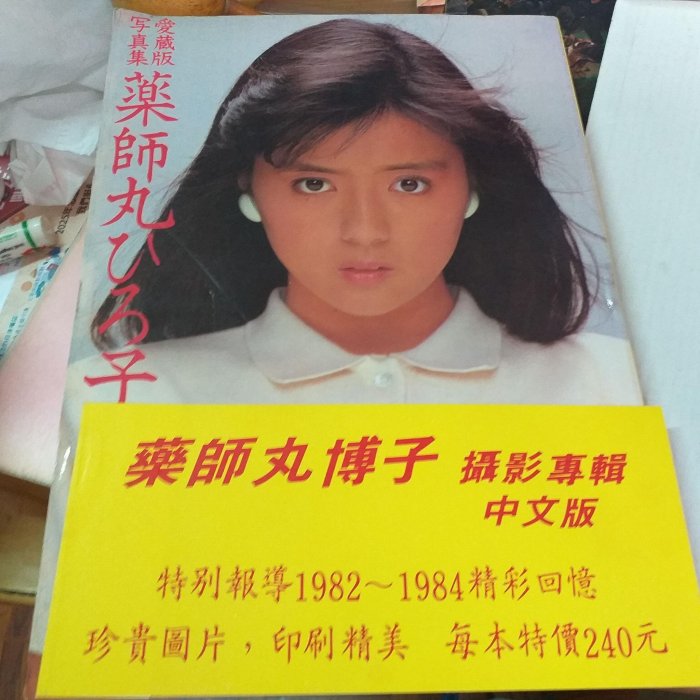 愛蔵版
写真集
薬師丸ひろ子
藥師丸博子 攝影專輯
中文版
特別報導1982～1984精彩回憶
珍貴圖片，印刷精美 每本特價240元